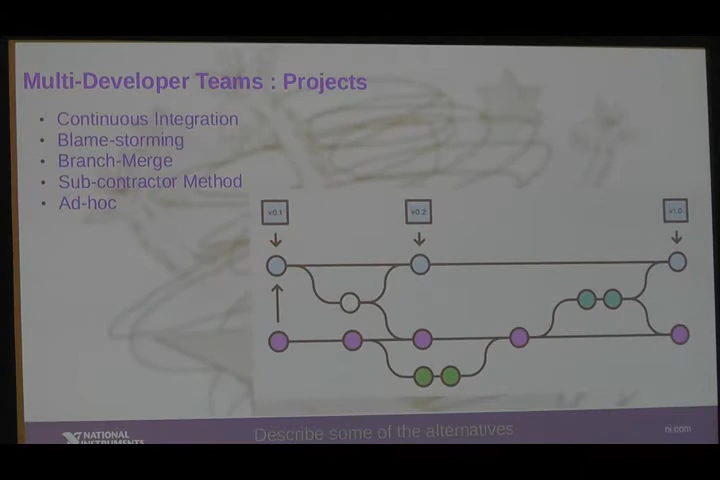 Multi-Developer Teams : Projects
• Continuous Integration
• Blame-storming
• Branch-Merge
• Sub-contractor Method
• Ad-hoc
v0.1
v0.2
v1.0
NATIONAL
INSTRUMENTS
Describe some of the alternatives
ni.com